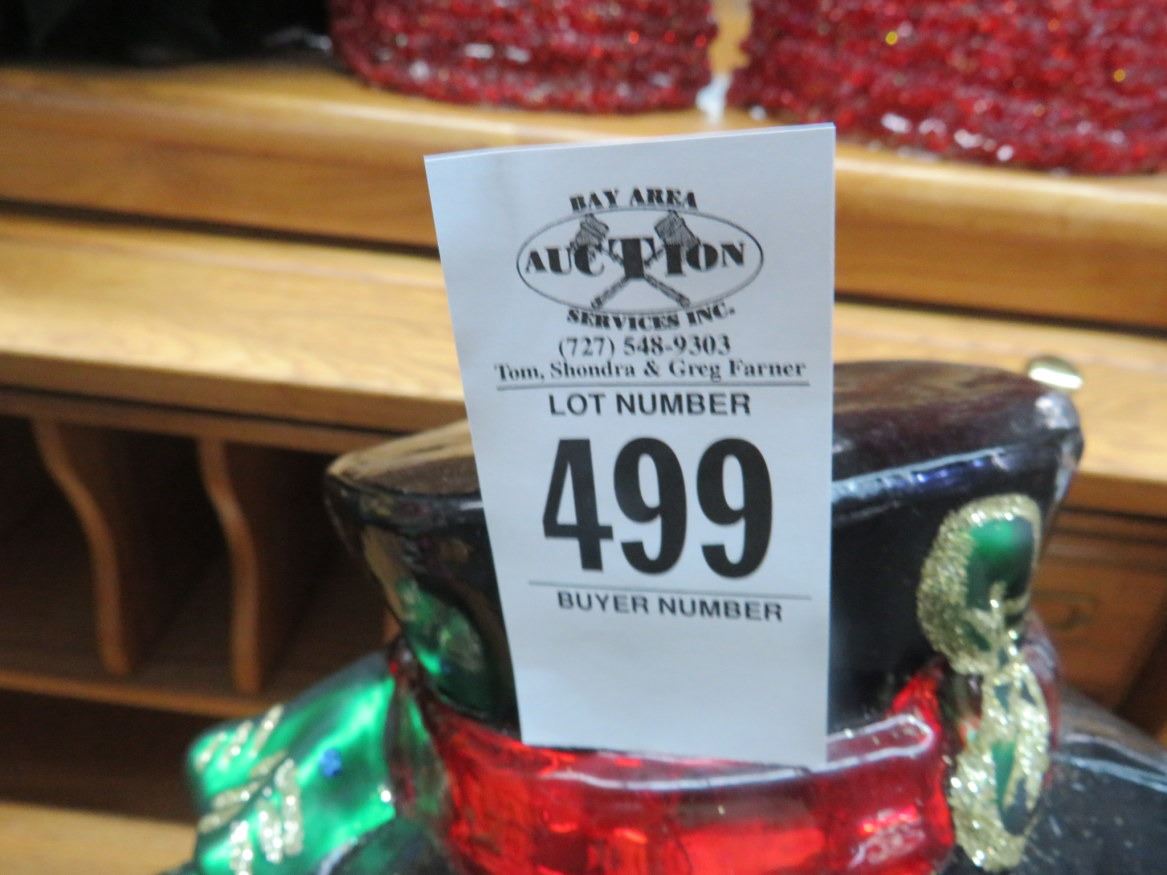 BAY AREA
AUCTION
SERVICES INC.
(727) 548-9303
Tom, Shondra & Greg Farner
LOT NUMBER
499
BUYER NUMBER